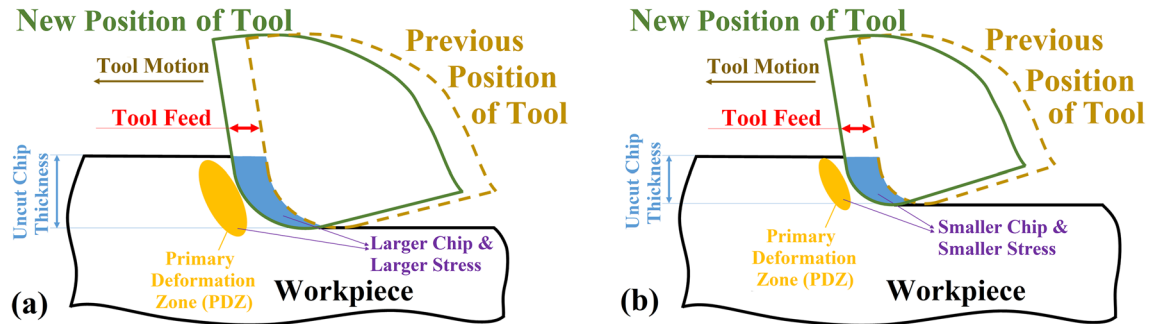 New Position of Tool
Previous
Position
of Tool
Tool Motion
Tool Feed
Uncut Chip
Thickness
Larger Chip &
Larger Stress
Primary
Deformation
Zone (PDZ)
Workpiece
(a)
New Position of Tool
Previous
Position
of Tool
Tool Motion
Tool Feed
Uncut Chip
Thickness
Smaller Chip &
Smaller Stress
Primary
Deformation
Zone (PDZ)
Workpiece
(b)